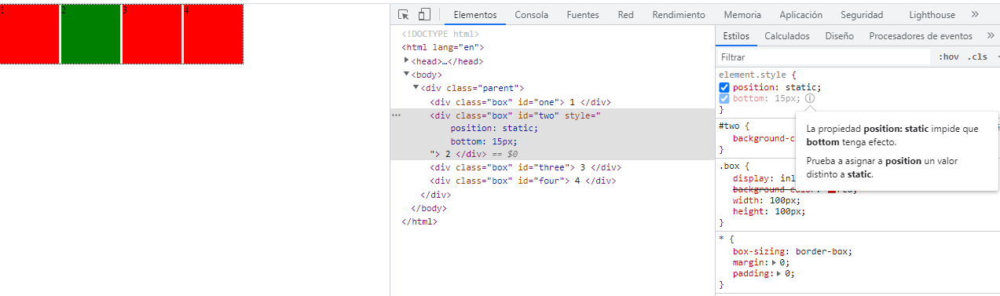 1 2 3 4
Elementos Consola Fuentes Red Rendimiento Memoria Aplicación Seguridad Lighthouse »
<!DOCTYPE html>
<html lang="en">
<head>…</head>
<body>
<div class="parent">
<div class="box" id="one"> 1 </div>
<div class="box" id="two" style="
position: static;
bottom: 15px;
"> 2 </div> == $0
<div class="box" id="three"> 3 </div>
<div class="box" id="four"> 4 </div>
</div>
</body>
</html>
Estilos Calculados Diseño Procesadores de eventos »
Filtrar :hov .cls
element.style {
position: static;
bottom: 15px;
}
La propiedad position: static impide que
bottom tenga efecto.
Prueba a asignar a position un valor
distinto a static.
#two {
background-c
}
.box {
display: inl
background-color: red;
width: 100px;
height: 100px;
}
* {
box-sizing: border-box;
margin: 0;
padding: 0;
}